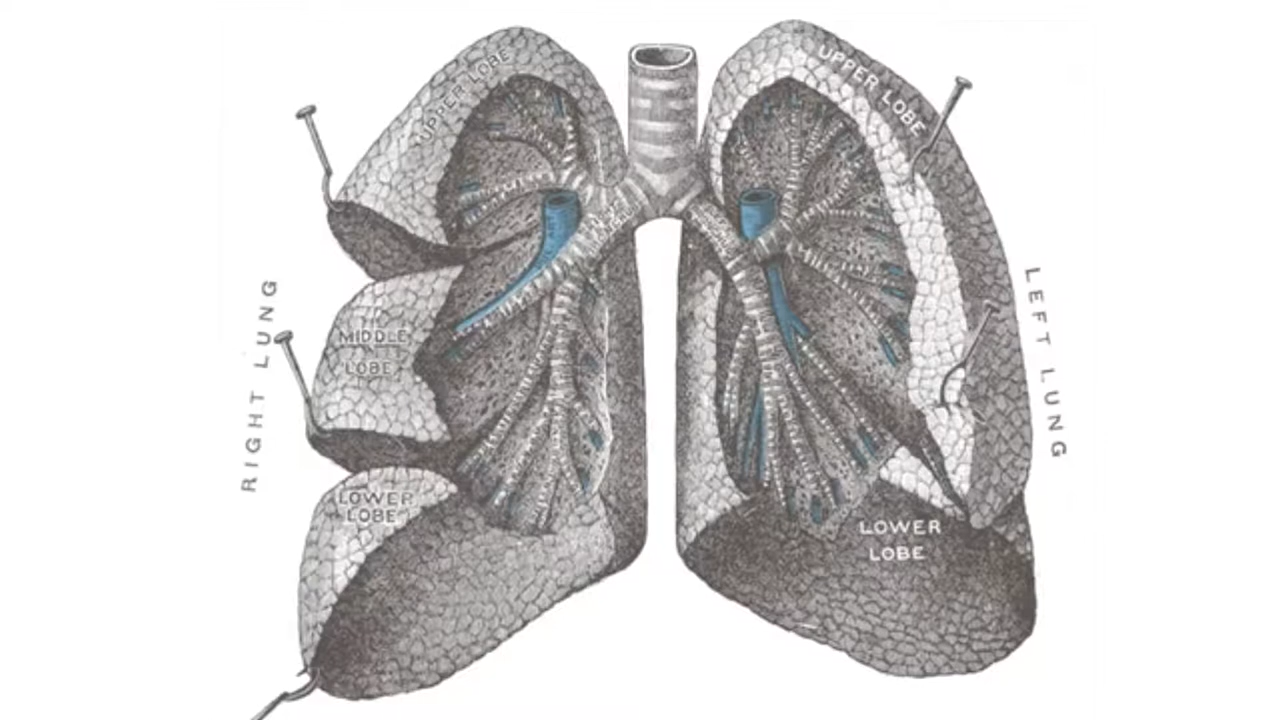 UPPER LOBE
UPPER LOBE
RIGHT LUNG
MIDDLE
LOBE
LEFT LUNG
LOWER
LOBE
LOWER
LOBE